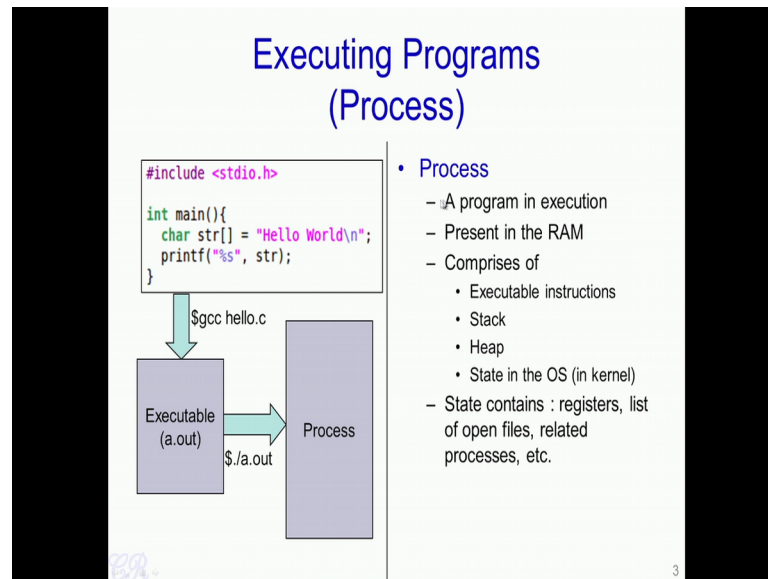 Executing Programs
(Process)
#include <stdio.h>
int main(){
char str[] = "Hello World\n";
printf("%s", str);
}
$gcc hello.c
Executable
(a.out)
$./a.out
Process
• Process
– A program in execution
– Present in the RAM
– Comprises of
• Executable instructions
• Stack
• Heap
• State in the OS (in kernel)
– State contains : registers, list
of open files, related
processes, etc.
3